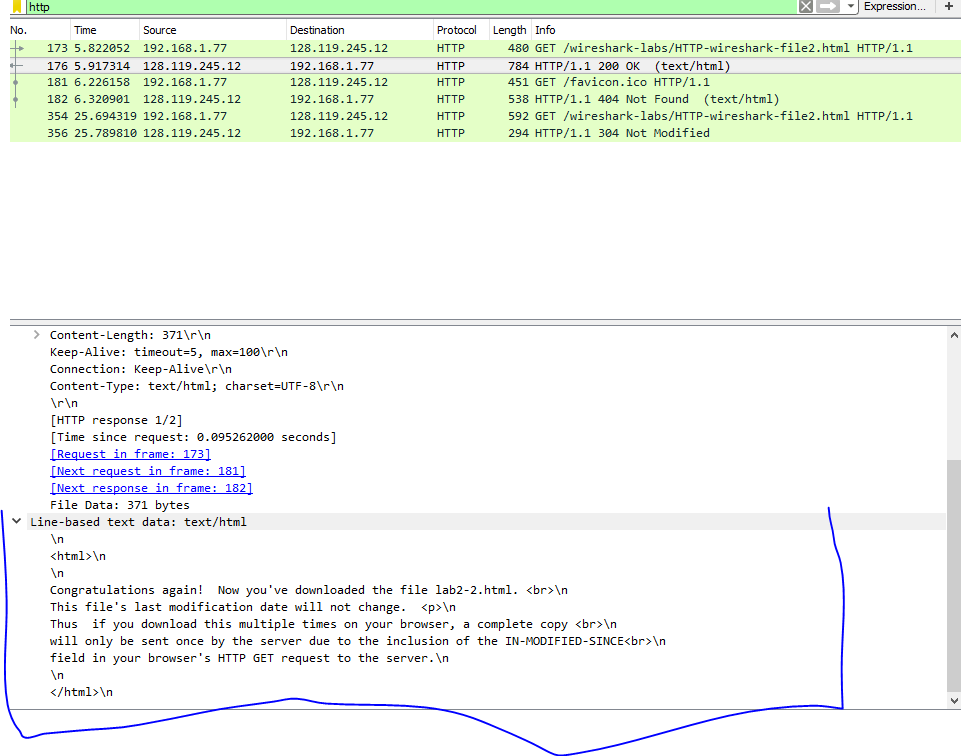 http Expression... +
No. Time Source Destination Protocol Length Info
173 5.822052 192.168.1.77 128.119.245.12 HTTP 480 GET /wireshark-labs/HTTP-wireshark-file2.html HTTP/1.1
176 5.917314 128.119.245.12 192.168.1.77 HTTP 784 HTTP/1.1 200 OK (text/html)
181 6.226158 192.168.1.77 128.119.245.12 HTTP 451 GET /favicon.ico HTTP/1.1
182 6.320901 128.119.245.12 192.168.1.77 HTTP 538 HTTP/1.1 404 Not Found (text/html)
354 25.694319 192.168.1.77 128.119.245.12 HTTP 592 GET /wireshark-labs/HTTP-wireshark-file2.html HTTP/1.1
356 25.789810 128.119.245.12 192.168.1.77 HTTP 294 HTTP/1.1 304 Not Modified
Content-Length: 371\r\n
Keep-Alive: timeout=5, max=100\r\n
Connection: Keep-Alive\r\n
Content-Type: text/html; charset=UTF-8\r\n
\r\n
[HTTP response 1/2]
[Time since request: 0.095262000 seconds]
[Request in frame: 173]
[Next request in frame: 181]
[Next response in frame: 182]
File Data: 371 bytes
Line-based text data: text/html
\n
<html>\n
\n
Congratulations again!  Now you've downloaded the file lab2-2.html. <br>\n
This file's last modification date will not change.  <p>\n
Thus  if you download this multiple times on your browser, a complete copy <br>\n
will only be sent once by the server due to the inclusion of the IN-MODIFIED-SINCE<br>\n
field in your browser's HTTP GET request to the server.\n
\n
</html>\n